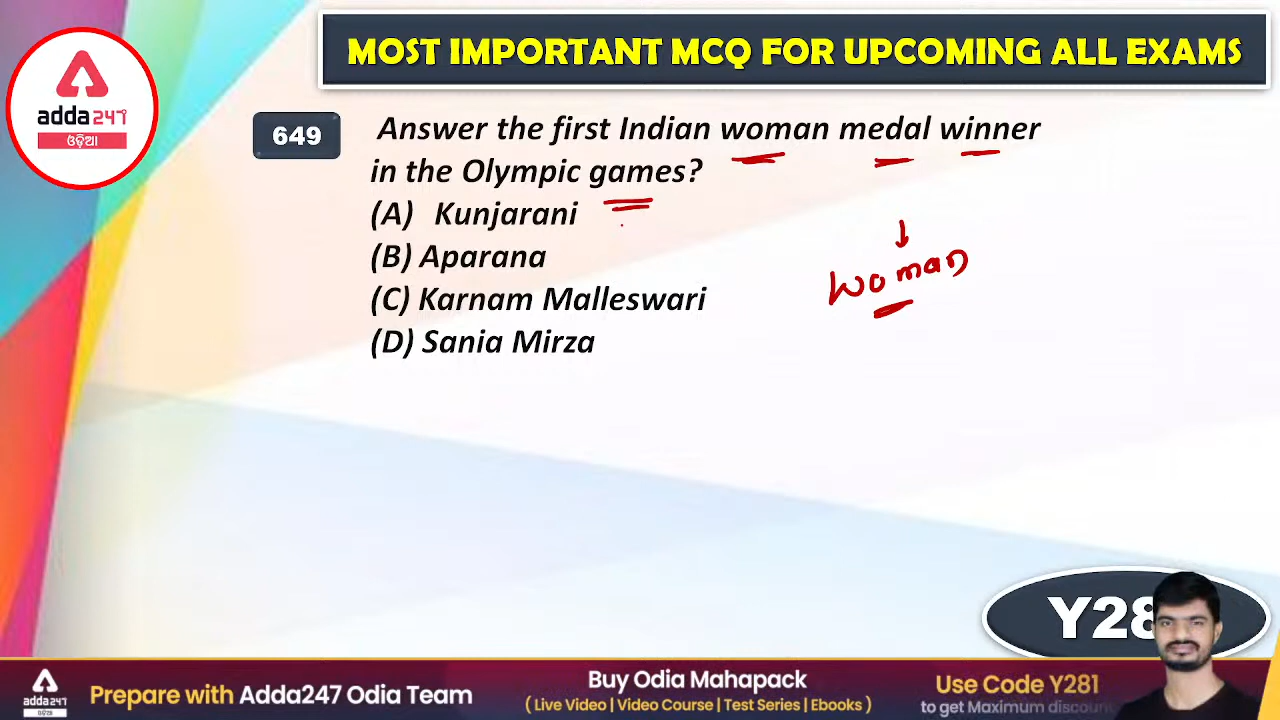 MOST IMPORTANT MCQ FOR UPCOMING ALL EXAMS
adda247
ଓଡ଼ିଆ
649
Answer the first Indian woman medal winner
in the Olympic games?
(A) Kunjarani
(B) Aparana
(C) Karnam Malleswari
(D) Sania Mirza
woman
Y28
adda247
ଓଡ଼ିଆ
Prepare with Adda247 Odia Team
Buy Odia Mahapack
( Live Video | Video Course | Test Series | Ebooks )
Use Code Y281
to get Maximum discoun